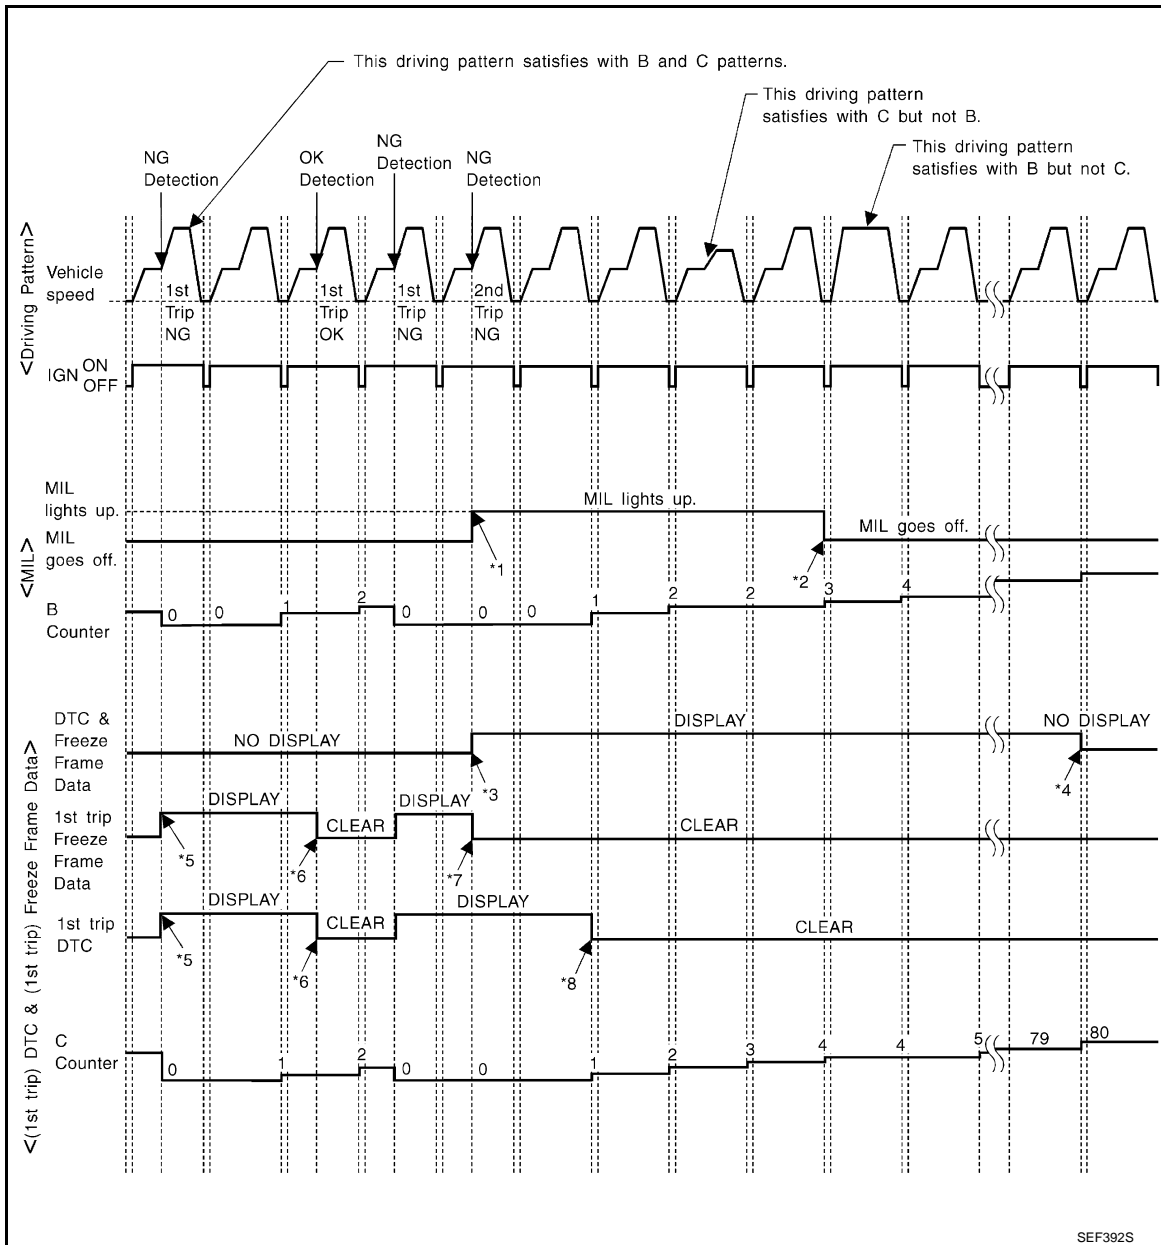 This driving pattern satisfies with B and C patterns.
This driving pattern
satisfies with C but not B.
This driving pattern
satisfies with B but not C.
NG
Detection
OK
Detection
NG
Detection
NG
Detection
<Driving Pattern>
Vehicle
speed
1st
Trip
NG
1st
Trip
OK
1st
Trip
NG
2nd
Trip
NG
IGN ON
OFF
<MIL>
MIL
lights up.
MIL lights up.
MIL
goes off.
MIL goes off.
*1
*2
B
Counter
0 0 1 2 0 0 0 1 2 2 3 4
<(1st trip) DTC & (1st trip) Freeze Frame Data>
DTC &
Freeze
Frame
Data
NO DISPLAY
DISPLAY
NO DISPLAY
*3
*4
1st trip
Freeze
Frame
Data
DISPLAY
CLEAR
DISPLAY
CLEAR
*5
*6
*7
1st trip
DTC
DISPLAY
CLEAR
DISPLAY
CLEAR
*5
*6
*8
C
Counter
0 1 2 0 0 1 2 3 4 4 5 79 80
SEF392S